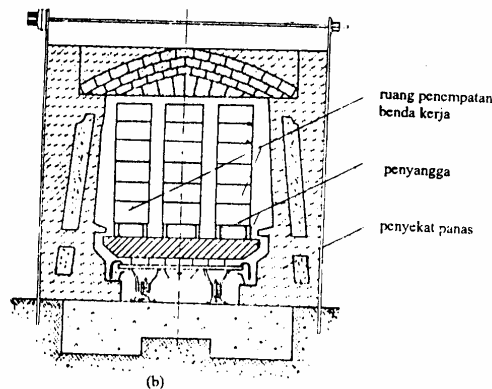 ruang penempatan
benda kerja
penyangga
penyekat panas
(b)